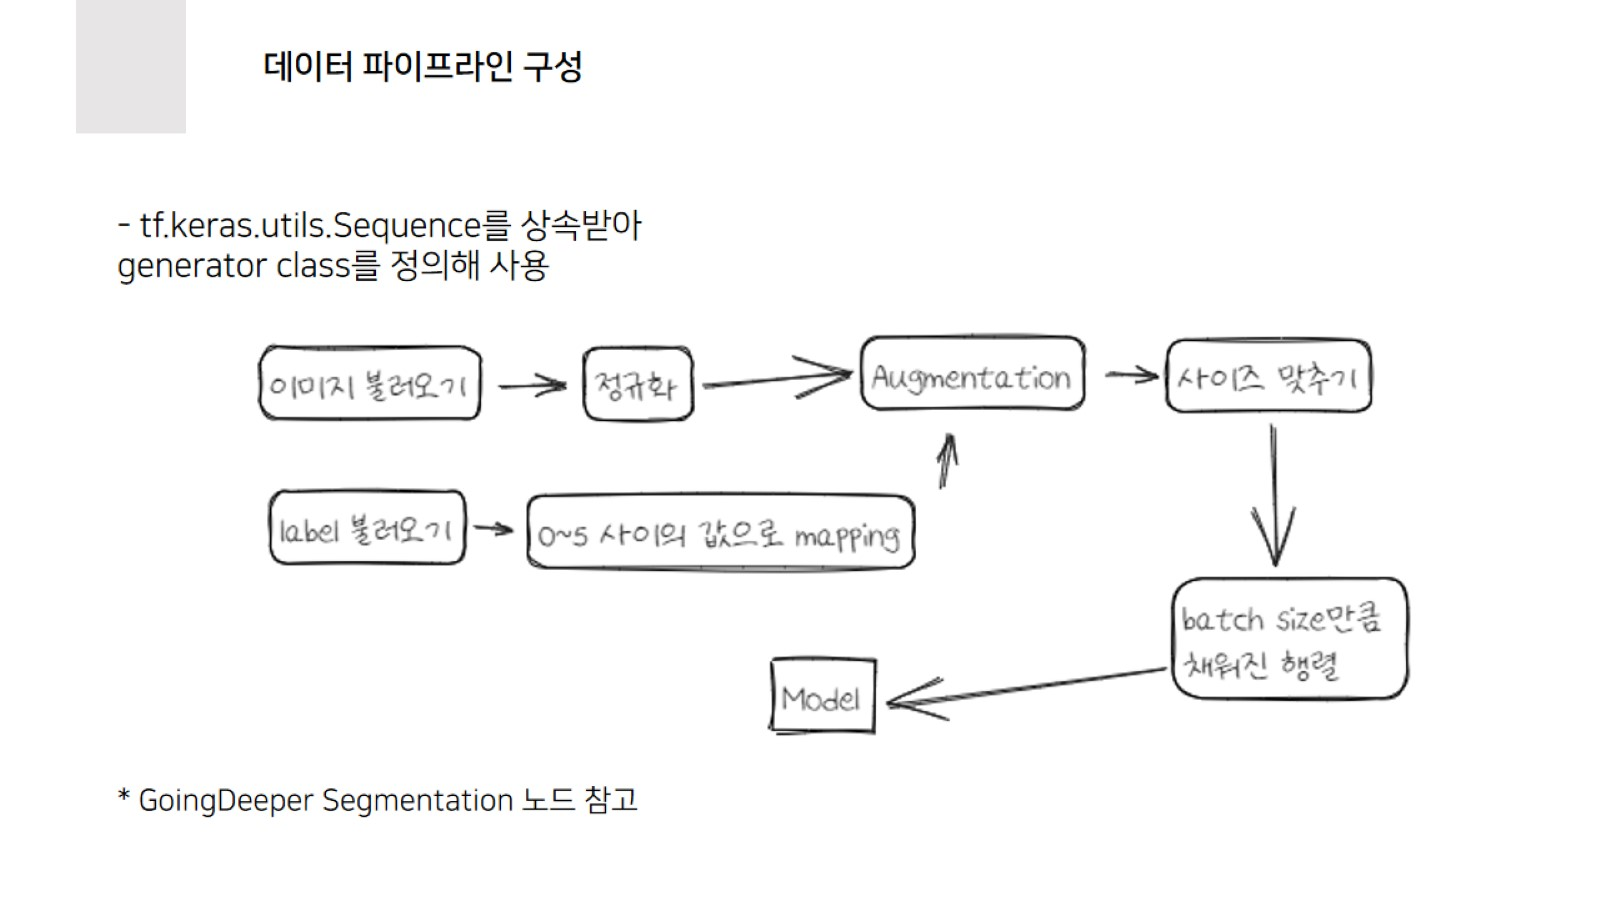 데이터 파이프라인 구성
- tf.keras.utils.Sequence를 상속받아
generator class를 정의해 사용
이미지 불러오기
정규화
Augmentation
사이즈 맞추기
label 불러오기
0~5 사이의 값으로 mapping
batch size만큼
채워진 행렬
Model
* GoingDeeper Segmentation 노드 참고